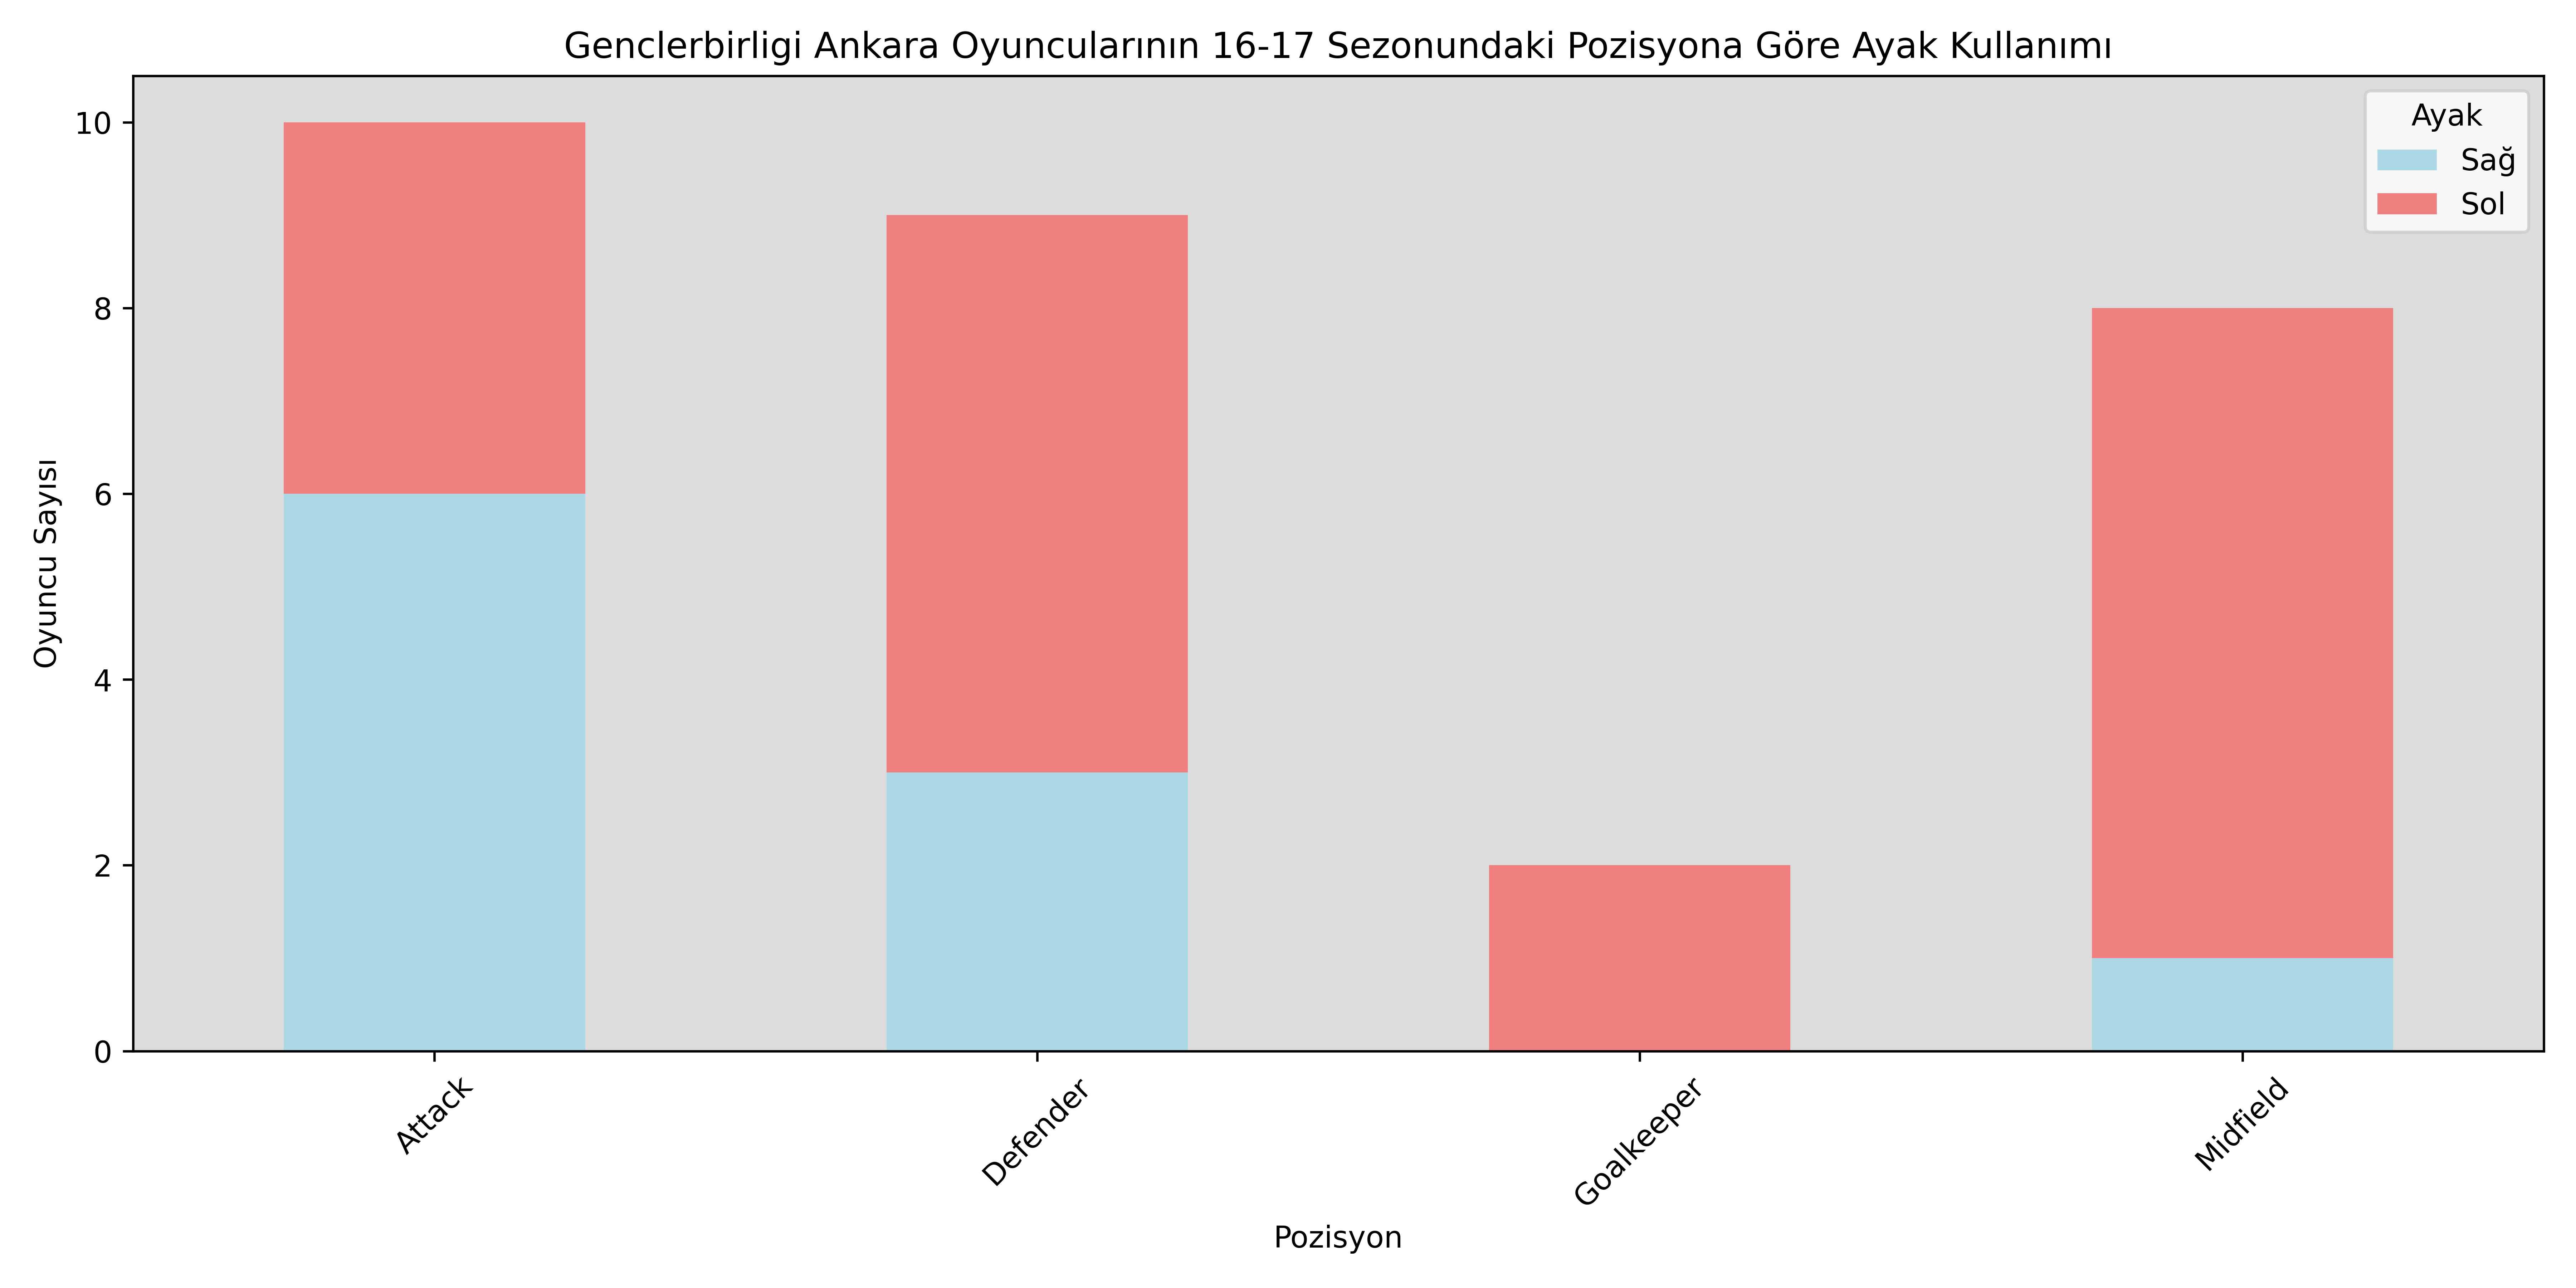 Genclerbirligi Ankara Oyuncularının 16-17 Sezonundaki Pozisyona Göre Ayak Kullanımı
Ayak
Sağ
Sol
Oyuncu Sayısı
10
8
6
4
2
0
Attack
Defender
Goalkeeper
Midfield
Pozisyon